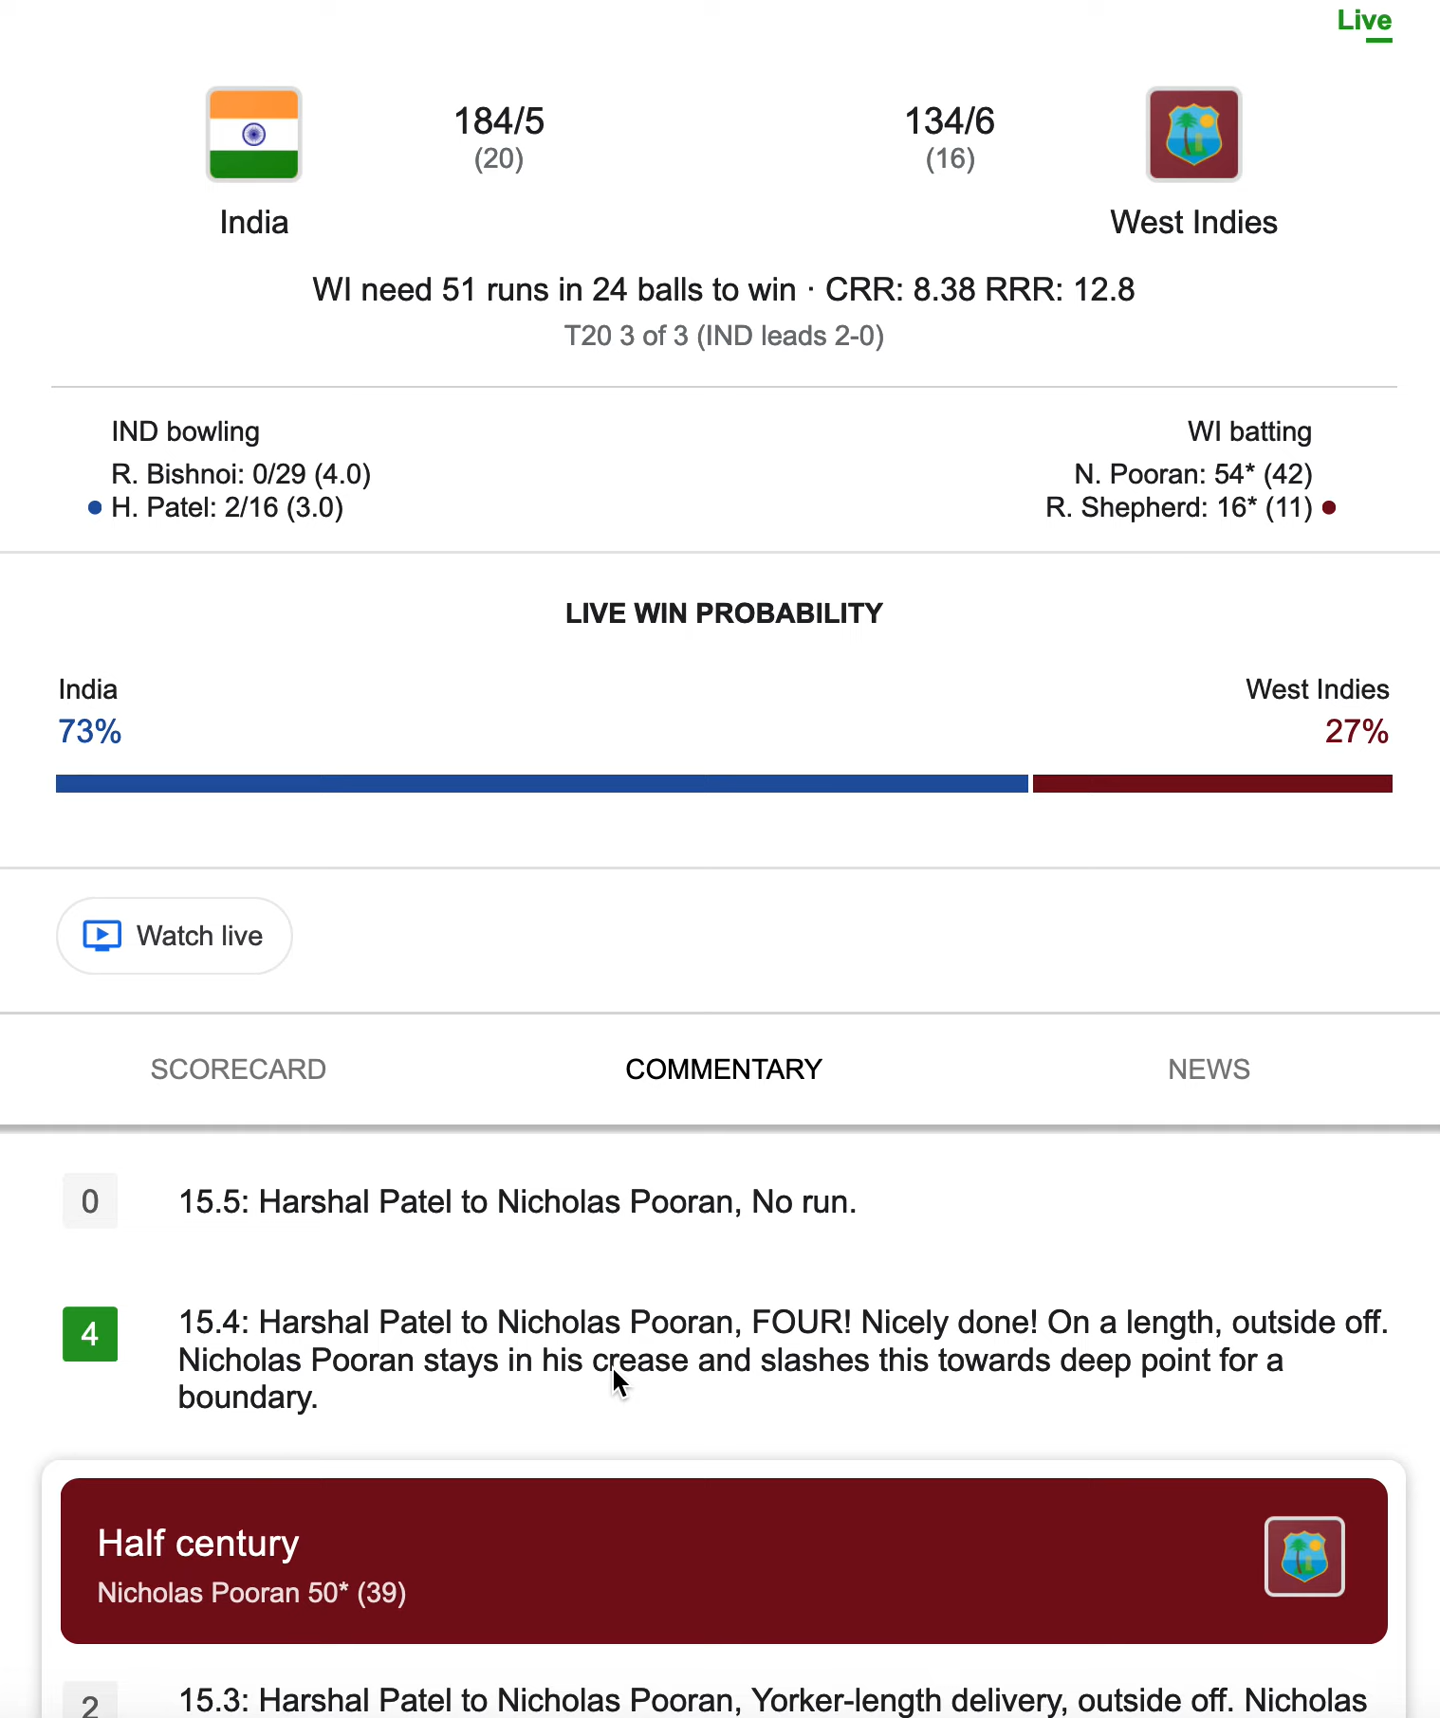 Live
184/5
(20)
134/6
(16)
India
West Indies
WI need 51 runs in 24 balls to win · CRR: 8.38 RRR: 12.8
T20 3 of 3 (IND leads 2-0)
IND bowling
R. Bishnoi: 0/29 (4.0)
H. Patel: 2/16 (3.0)
WI batting
N. Pooran: 54* (42)
R. Shepherd: 16* (11)
LIVE WIN PROBABILITY
India
73%
West Indies
27%
Watch live
SCORECARD
COMMENTARY
NEWS
0
15.5: Harshal Patel to Nicholas Pooran, No run.
4
15.4: Harshal Patel to Nicholas Pooran, FOUR! Nicely done! On a length, outside off.
Nicholas Pooran stays in his crease and slashes this towards deep point for a
boundary.
Half century
Nicholas Pooran 50* (39)
2
15.3: Harshal Patel to Nicholas Pooran, Yorker-length delivery, outside off. Nicholas